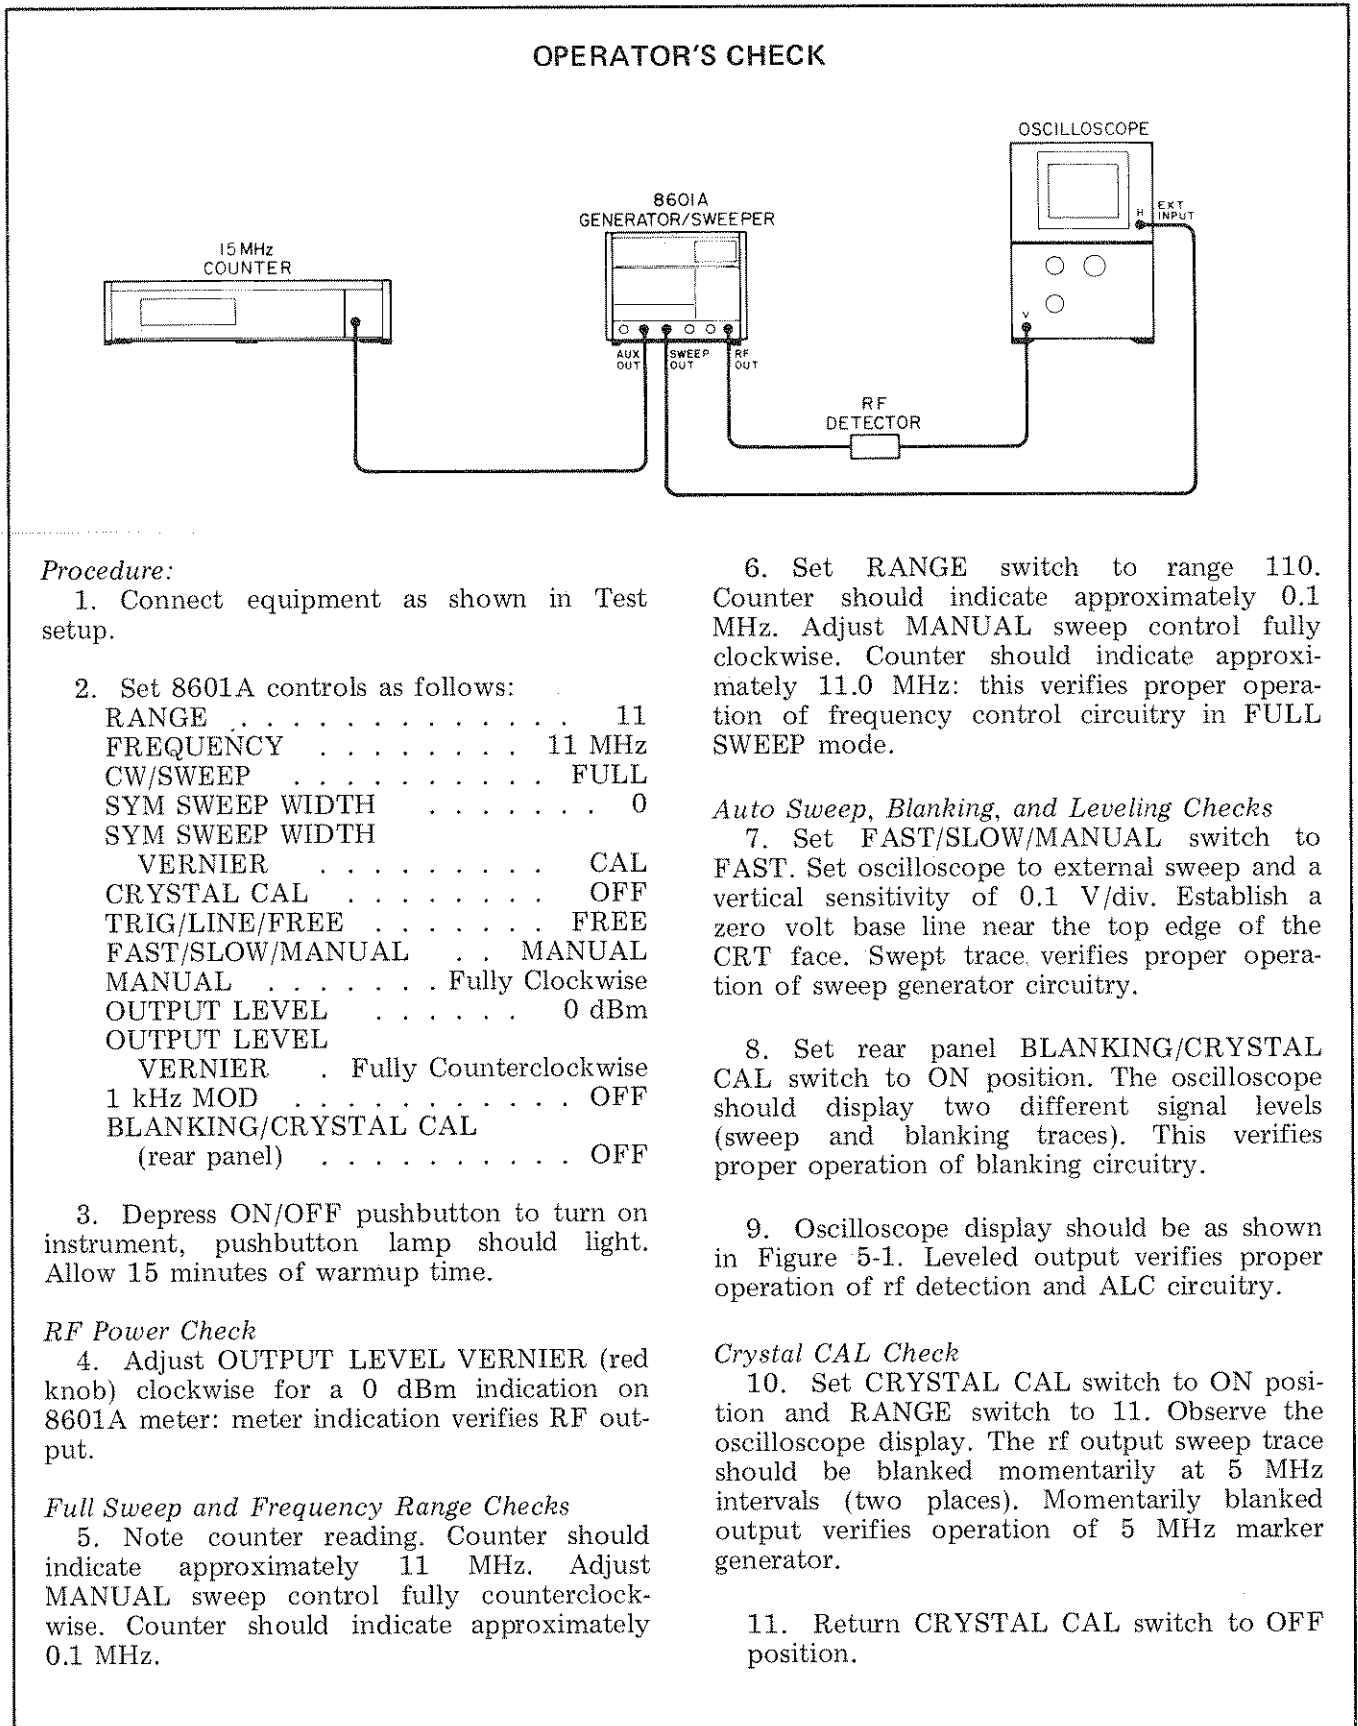 OPERATOR'S CHECK
OSCILLOSCOPE
H
EXT
INPUT
8601A
GENERATOR/SWEEPER
15 MHz
COUNTER
V
AUX
OUT
SWEEP
OUT
RF
OUT
RF
DETECTOR
Procedure:
1. Connect equipment as shown in Test
setup.
2. Set 8601A controls as follows:
RANGE . . . . . . . . . . . . . 11
FREQUENCY . . . . . . . . 11 MHz
CW/SWEEP . . . . . . . . . . FULL
SYM SWEEP WIDTH . . . . . . . 0
SYM SWEEP WIDTH
VERNIER . . . . . . . . . CAL
CRYSTAL CAL . . . . . . . . OFF
TRIG/LINE/FREE . . . . . . . FREE
FAST/SLOW/MANUAL . . MANUAL
MANUAL . . . . . . . Fully Clockwise
OUTPUT LEVEL . . . . . . 0 dBm
OUTPUT LEVEL
VERNIER . Fully Counterclockwise
1 kHz MOD . . . . . . . . . . . OFF
BLANKING/CRYSTAL CAL
(rear panel) . . . . . . . . . . OFF
3. Depress ON/OFF pushbutton to turn on
instrument, pushbutton lamp should light.
Allow 15 minutes of warmup time.
RF Power Check
4. Adjust OUTPUT LEVEL VERNIER (red
knob) clockwise for a 0 dBm indication on
8601A meter: meter indication verifies RF out-
put.
Full Sweep and Frequency Range Checks
5. Note counter reading. Counter should
indicate approximately 11 MHz. Adjust
MANUAL sweep control fully counterclock-
wise. Counter should indicate approximately
0.1 MHz.
6. Set RANGE switch to range 110.
Counter should indicate approximately 0.1
MHz. Adjust MANUAL sweep control fully
clockwise. Counter should indicate approxi-
mately 11.0 MHz: this verifies proper opera-
tion of frequency control circuitry in FULL
SWEEP mode.
Auto Sweep, Blanking, and Leveling Checks
7. Set FAST/SLOW/MANUAL switch to
FAST. Set oscilloscope to external sweep and a
vertical sensitivity of 0.1 V/div. Establish a
zero volt base line near the top edge of the
CRT face. Swept trace verifies proper opera-
tion of sweep generator circuitry.
8. Set rear panel BLANKING/CRYSTAL
CAL switch to ON position. The oscilloscope
should display two different signal levels
(sweep and blanking traces). This verifies
proper operation of blanking circuitry.
9. Oscilloscope display should be as shown
in Figure 5-1. Leveled output verifies proper
operation of rf detection and ALC circuitry.
Crystal CAL Check
10. Set CRYSTAL CAL switch to ON posi-
tion and RANGE switch to 11. Observe the
oscilloscope display. The rf output sweep trace
should be blanked momentarily at 5 MHz
intervals (two places). Momentarily blanked
output verifies operation of 5 MHz marker
generator.
11. Return CRYSTAL CAL switch to OFF
position.